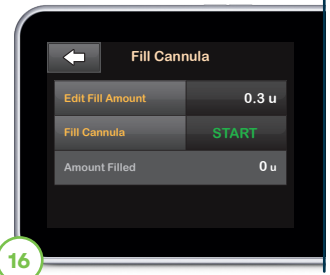 Fill Cannula
Edit Fill Amount 0.3 u
Fill Cannula START
Amount Filled 0 u
16